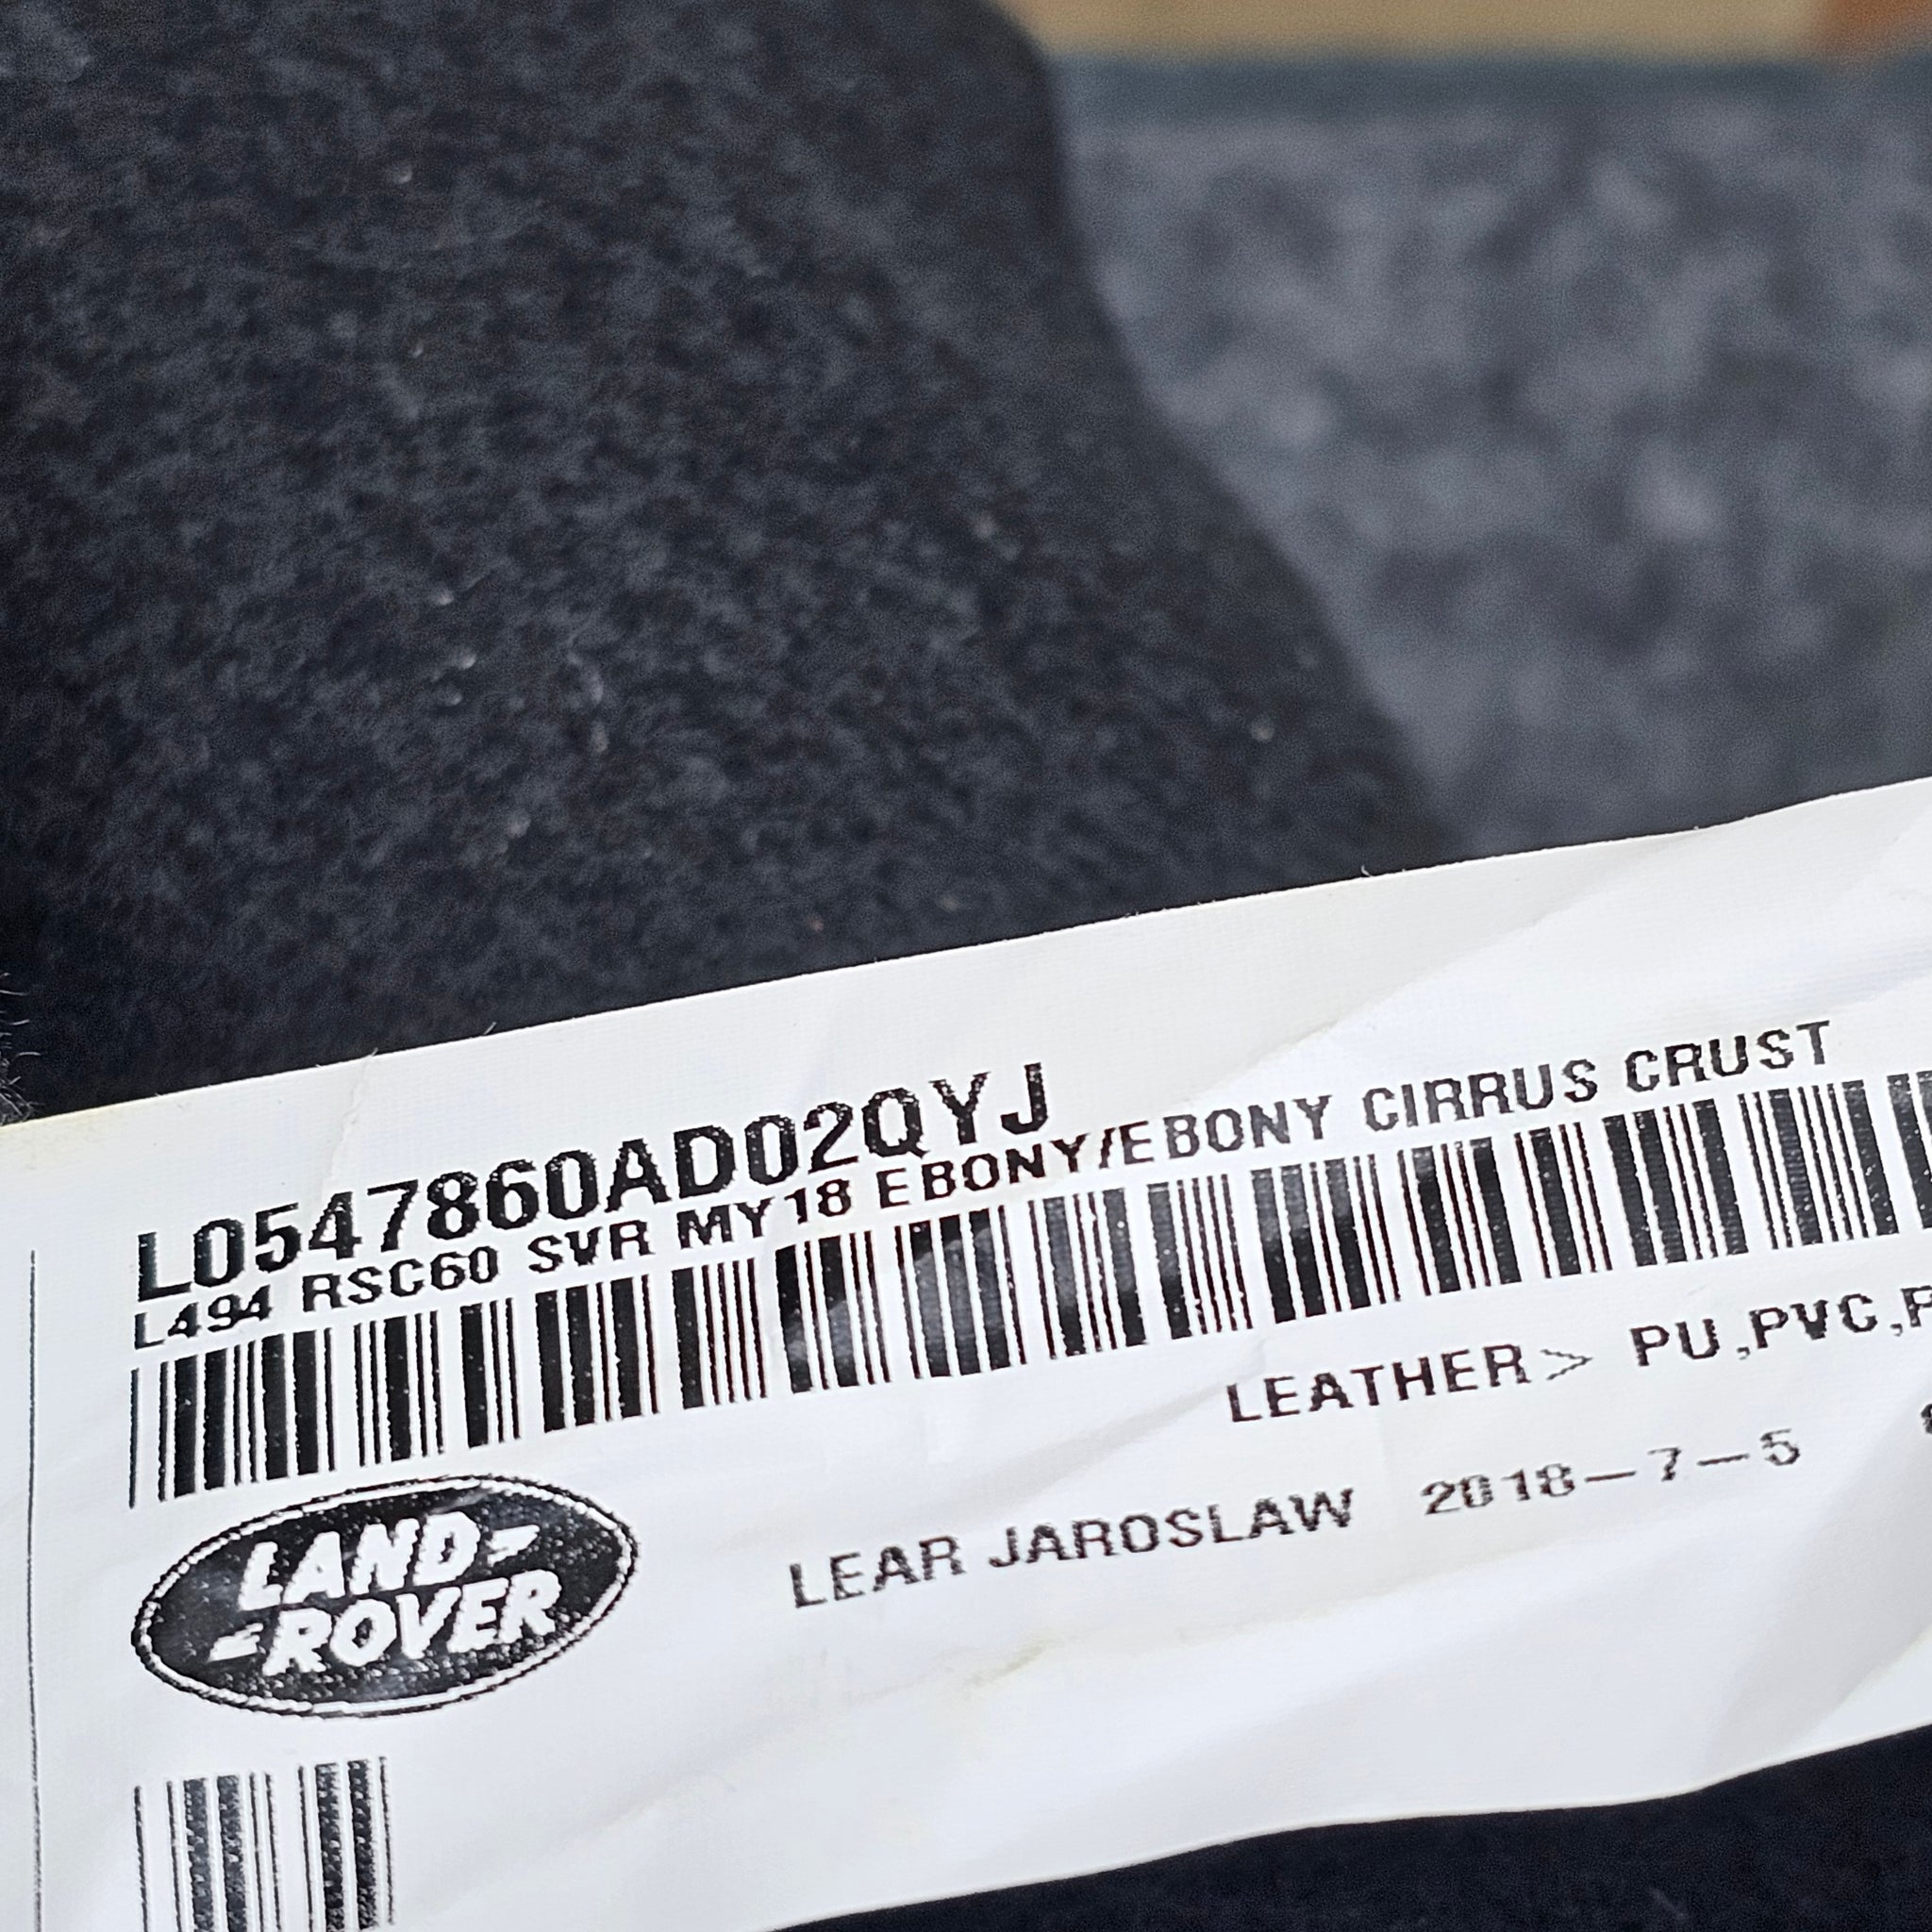 L0547860AD02QYJ
L494 RSC60 SVR MY18 EBONY/EBONY CIRRUS CRUST
LEATHER> PU,PVC,
LEAR JAROSLAW 2018-7-5
LAND-
ROVER